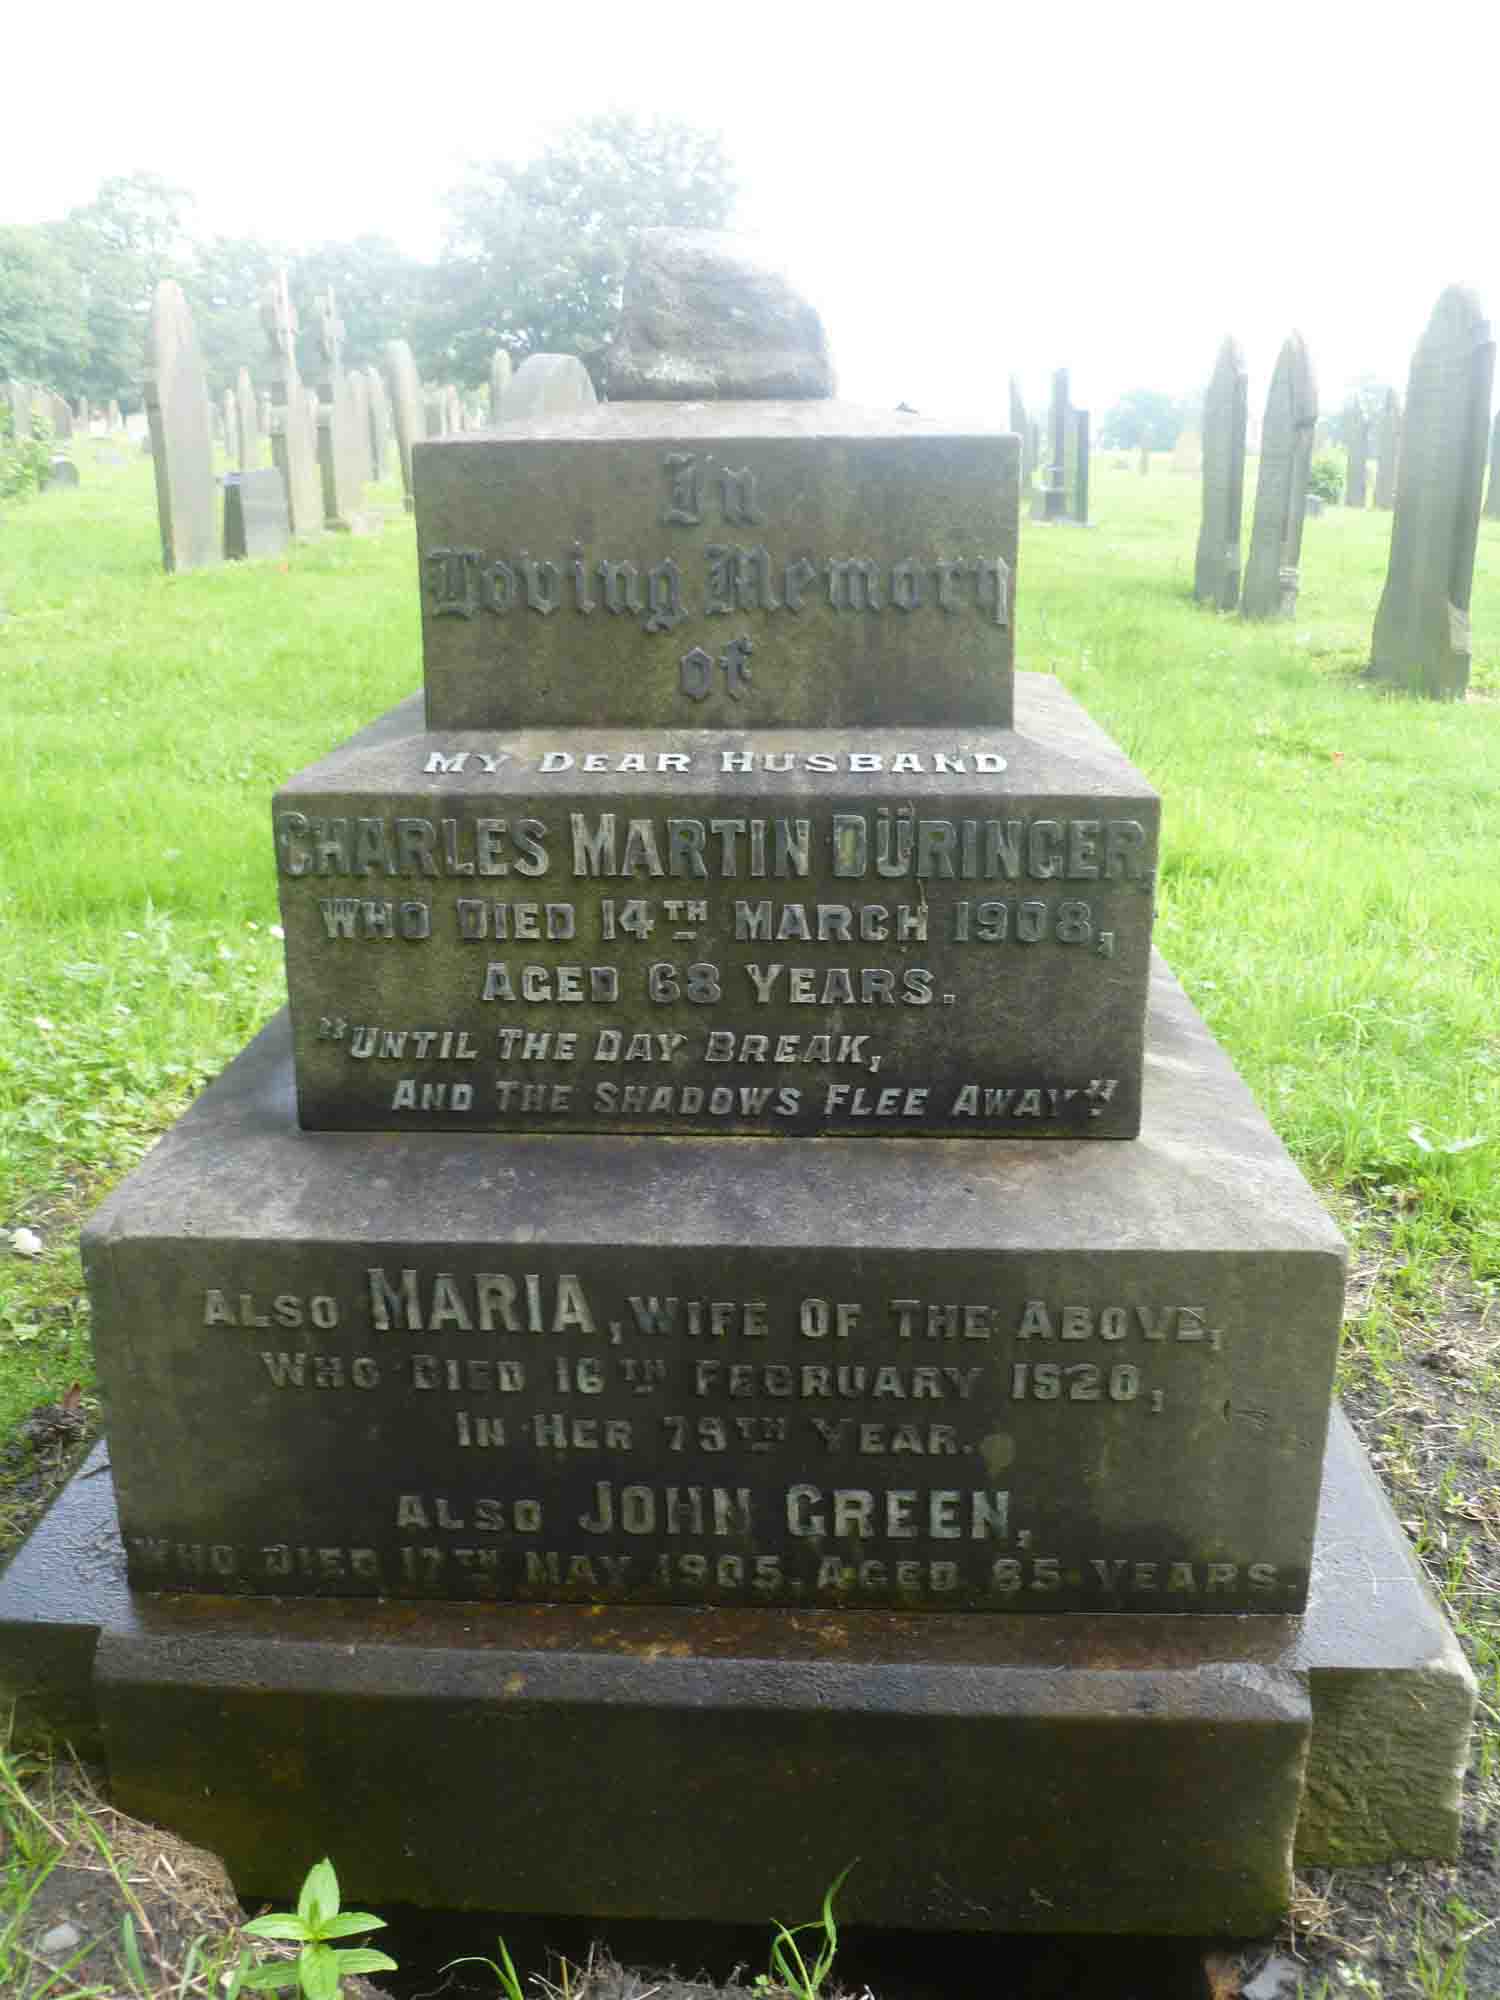 In
Loving Memory
of
MY DEAR HUSBAND
CHARLES MARTIN DÜRINGER,
WHO DIED 14TH MARCH 1908,
AGED 68 YEARS.
"UNTIL THE DAY BREAK,
AND THE SHADOWS FLEE AWAY"
ALSO MARIA, WIFE OF THE ABOVE,
WHO DIED 16TH FEBRUARY 1920,
IN HER 79TH YEAR.
ALSO JOHN GREEN,
WHO DIED 17TH MAY 1905. AGED 85 YEARS.